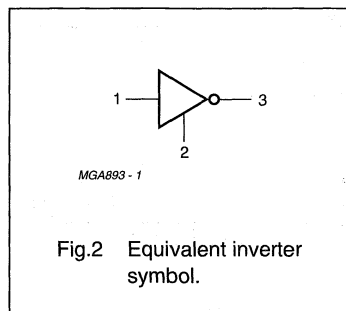 1
3
2
MGA893 - 1
Fig.2 Equivalent inverter
symbol.